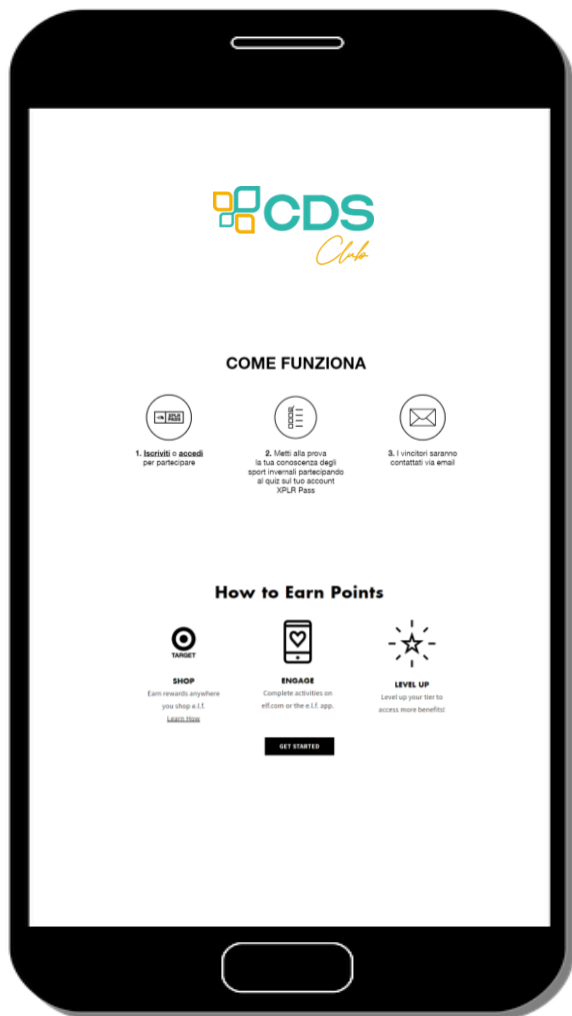 CDS
Club
COME FUNZIONA
XPLR
PASS
1. Iscriviti o accedi
per partecipare
2. Metti alla prova
la tua conoscenza degli
sport invernali partecipando
al quiz sul tuo account
XPLR Pass
3. I vincitori saranno
contattati via email
How to Earn Points
TARGET
SHOP
Earn rewards anywhere
you shop e.l.f.
Learn How
ENGAGE
Complete activities on
elf.com or the e.l.f. app.
LEVEL UP
Level up your tier to
access more benefits!
GET STARTED